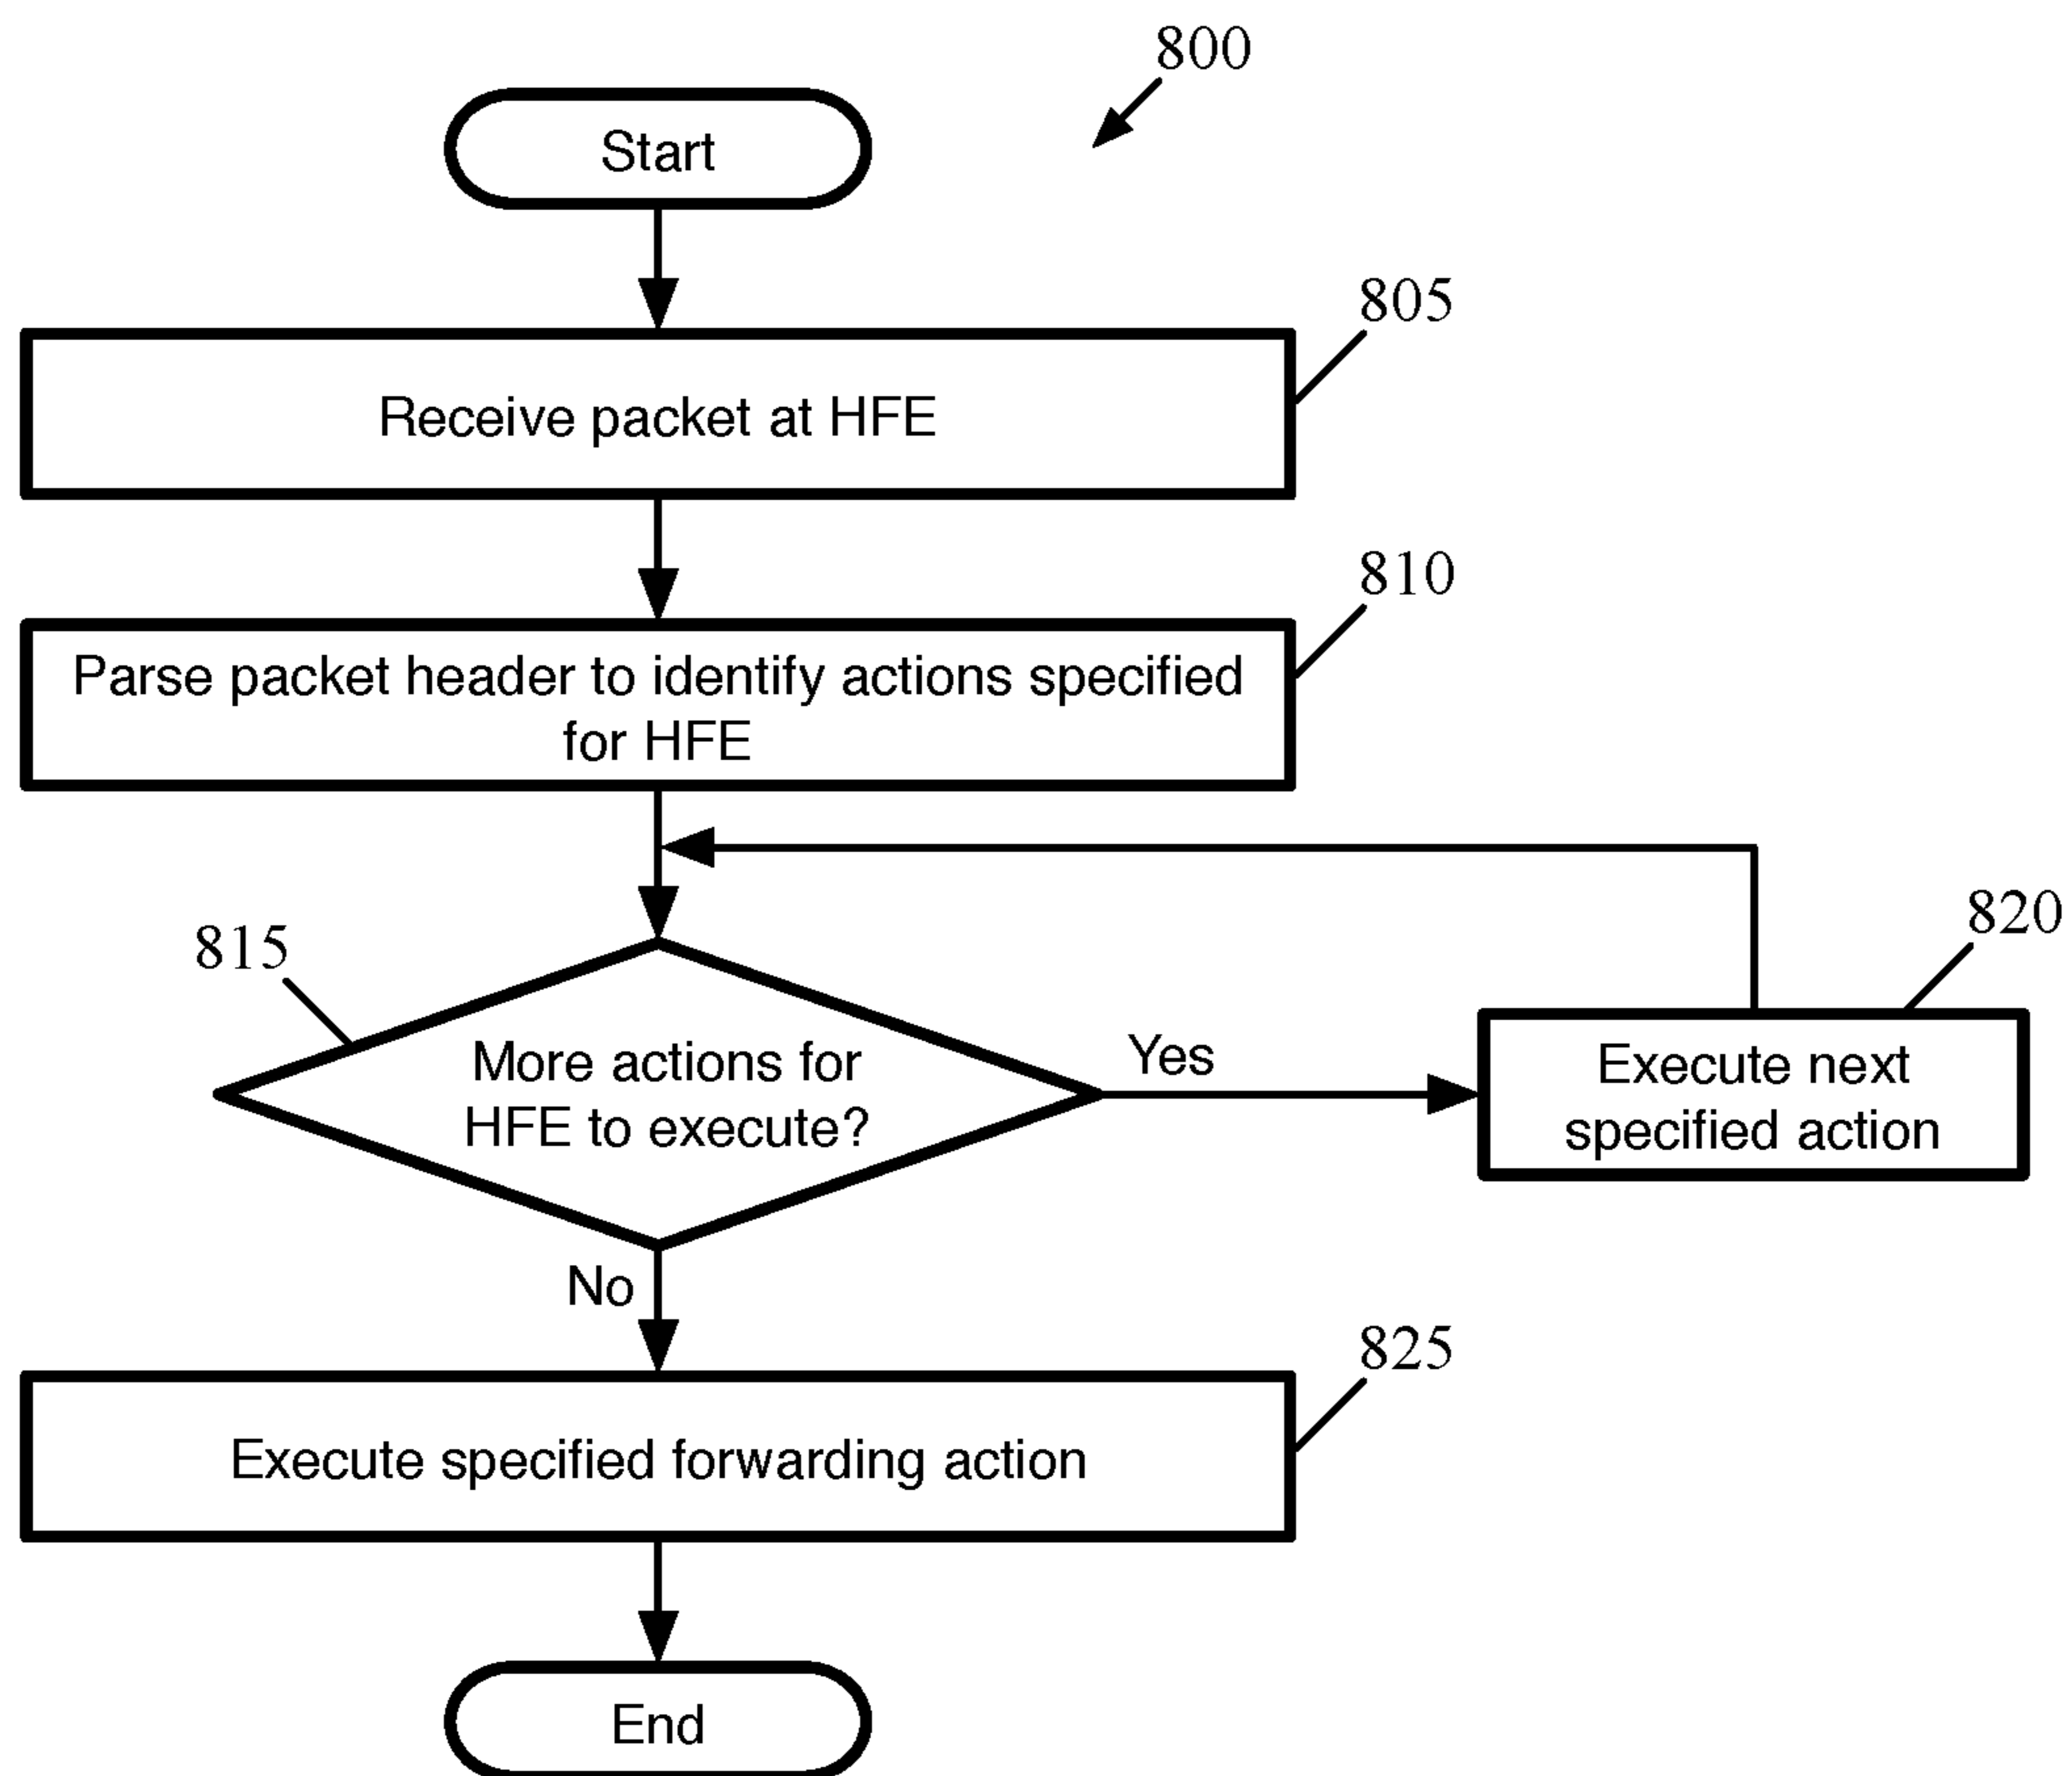 800
Start
805
Receive packet at HFE
810
Parse packet header to identify actions specified
for HFE
815
820
More actions for
HFE to execute?
Yes
Execute next
specified action
No
825
Execute specified forwarding action
End